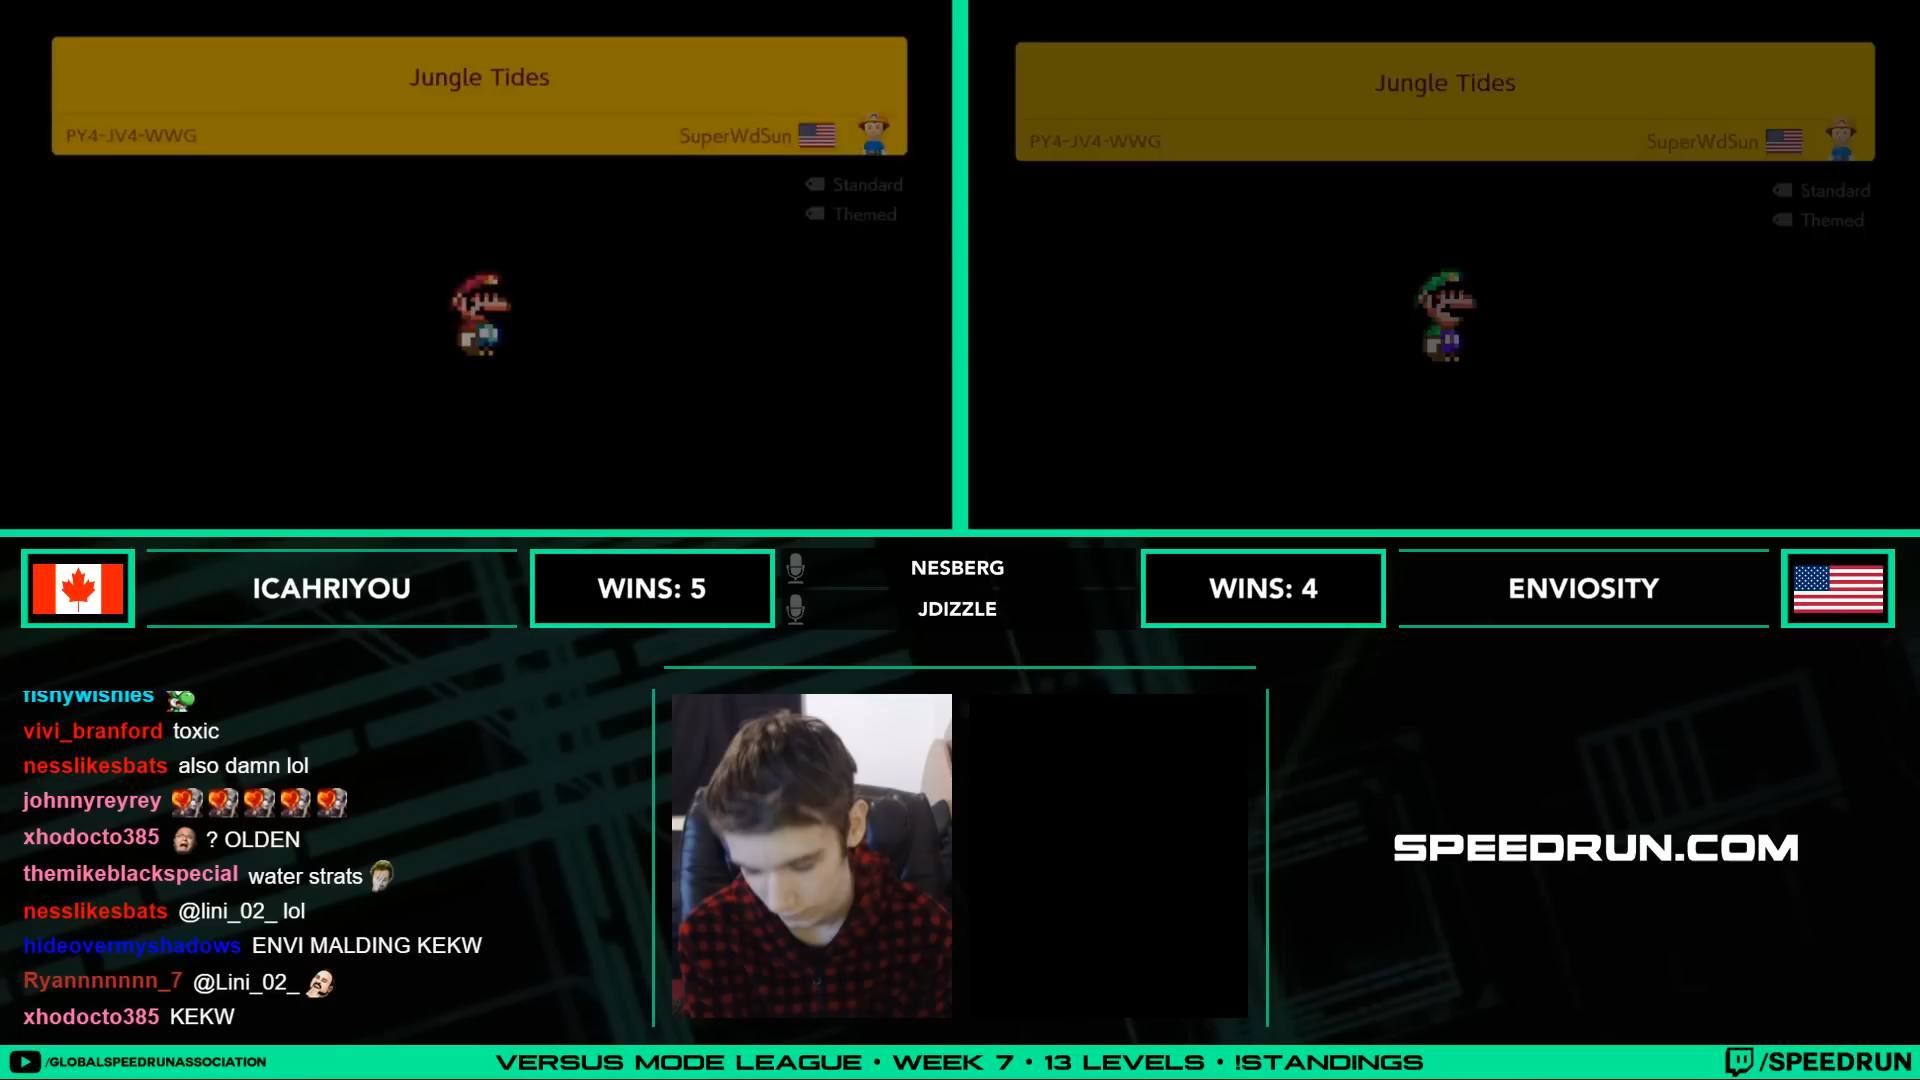 Jungle Tides
PY4-JV4-WWG
SuperWdSun
Standard
Themed
Jungle Tides
PY4-JV4-WWG
SuperWdSun
Standard
Themed
ICAHRIYOU
WINS: 5
NESBERG
JDIZZLE
WINS: 4
ENVIOSITY
fishywishies
vivi_branford toxic
nesslikesbats also damn lol
johnnyreyrey
xhodocto385 ? OLDEN
themikeblackspecial water strats
nesslikesbats @lini_02_ lol
hideovermyshadows ENVI MALDING KEKW
Ryannnnnnn_7 @Lini_02_
xhodocto385 KEKW
SPEEDRUN.COM
/GLOBALSPEEDRUNASSOCIATION
VERSUS MODE LEAGUE • WEEK 7 • 13 LEVELS • !STANDINGS
/SPEEDRUN